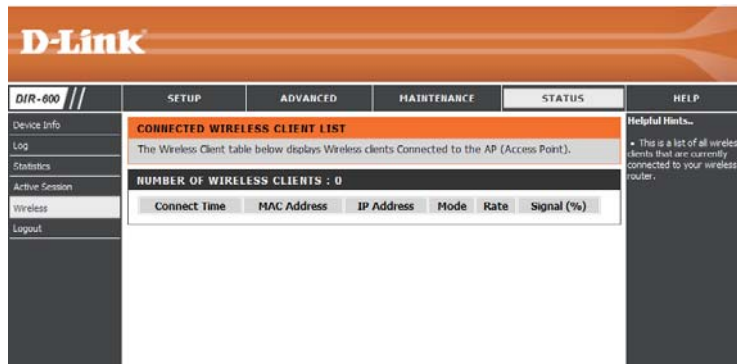 D-Link
DIR-600
SETUP
ADVANCED
MAINTENANCE
STATUS
HELP
Device Info
Log
Statistics
Active Session
Wireless
Logout
CONNECTED WIRELESS CLIENT LIST
The Wireless Client table below displays Wireless clients Connected to the AP (Access Point).
NUMBER OF WIRELESS CLIENTS : 0
Connect Time MAC Address IP Address Mode Rate Signal (%)
Helpful Hints..
• This is a list of all wireles
clients that are currently
connected to your wireless
router.